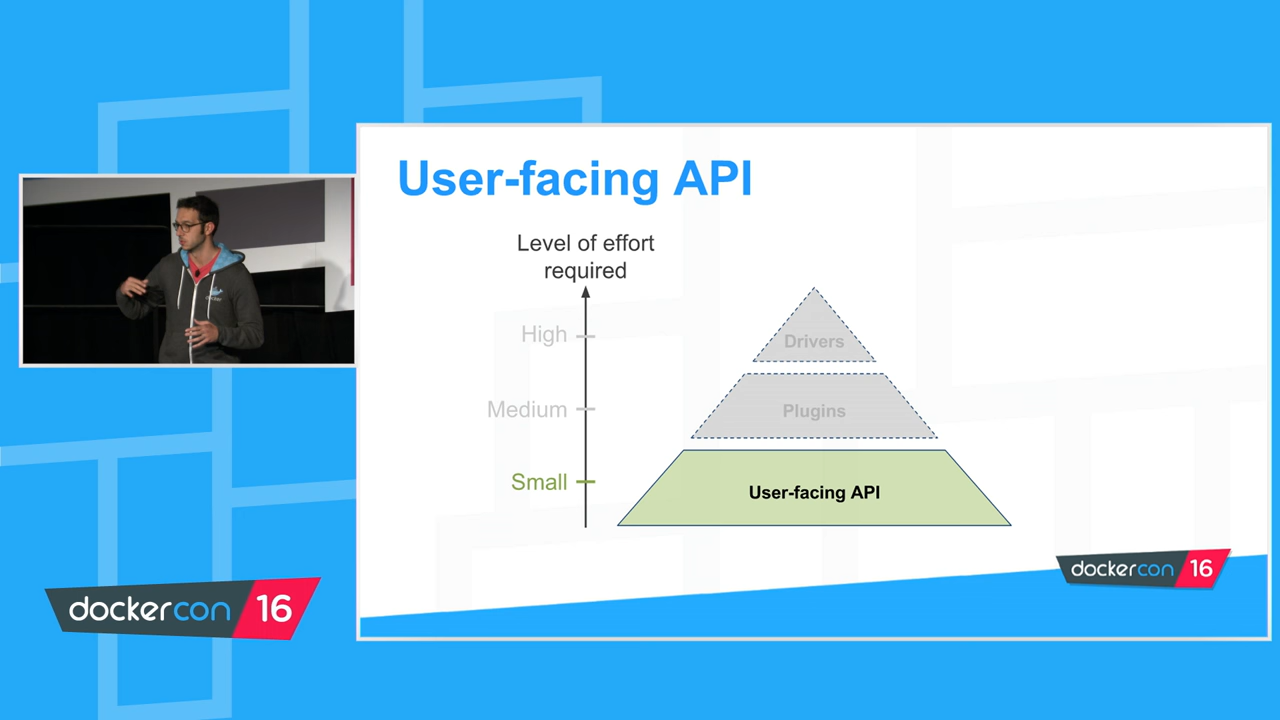 User-facing API
Level of effort
required
High
Drivers
Medium
Plugins
Small
User-facing API
dockercon 16
dockercon 16